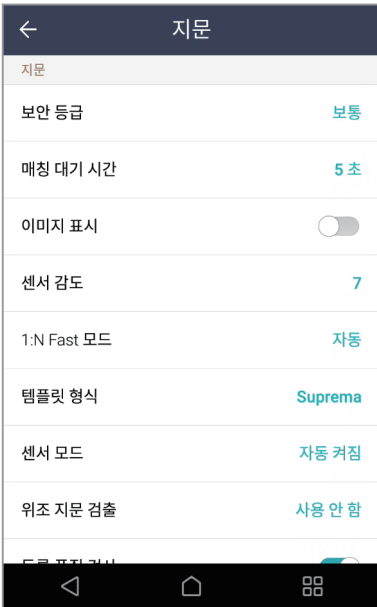 지문
지문
보안 등급 보통
매칭 대기 시간 5 초
이미지 표시
센서 감도 7
1:N Fast 모드 자동
템플릿 형식 Suprema
센서 모드 자동 켜짐
위조 지문 검출 사용 안 함